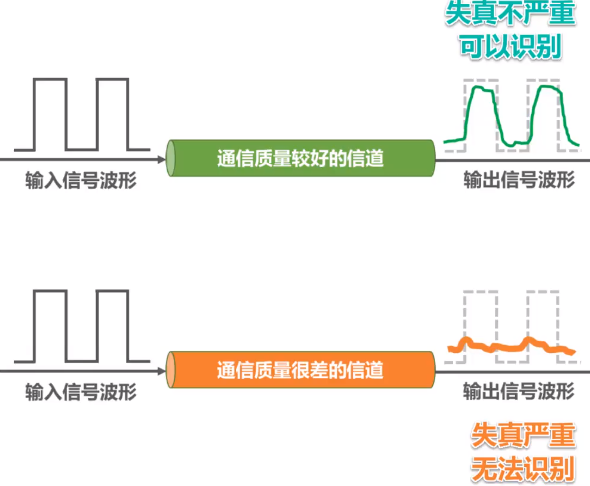 失真不严重
可以识别
通信质量较好的信道
输入信号波形
输出信号波形
通信质量很差的信道
输入信号波形
输出信号波形
失真严重
无法识别